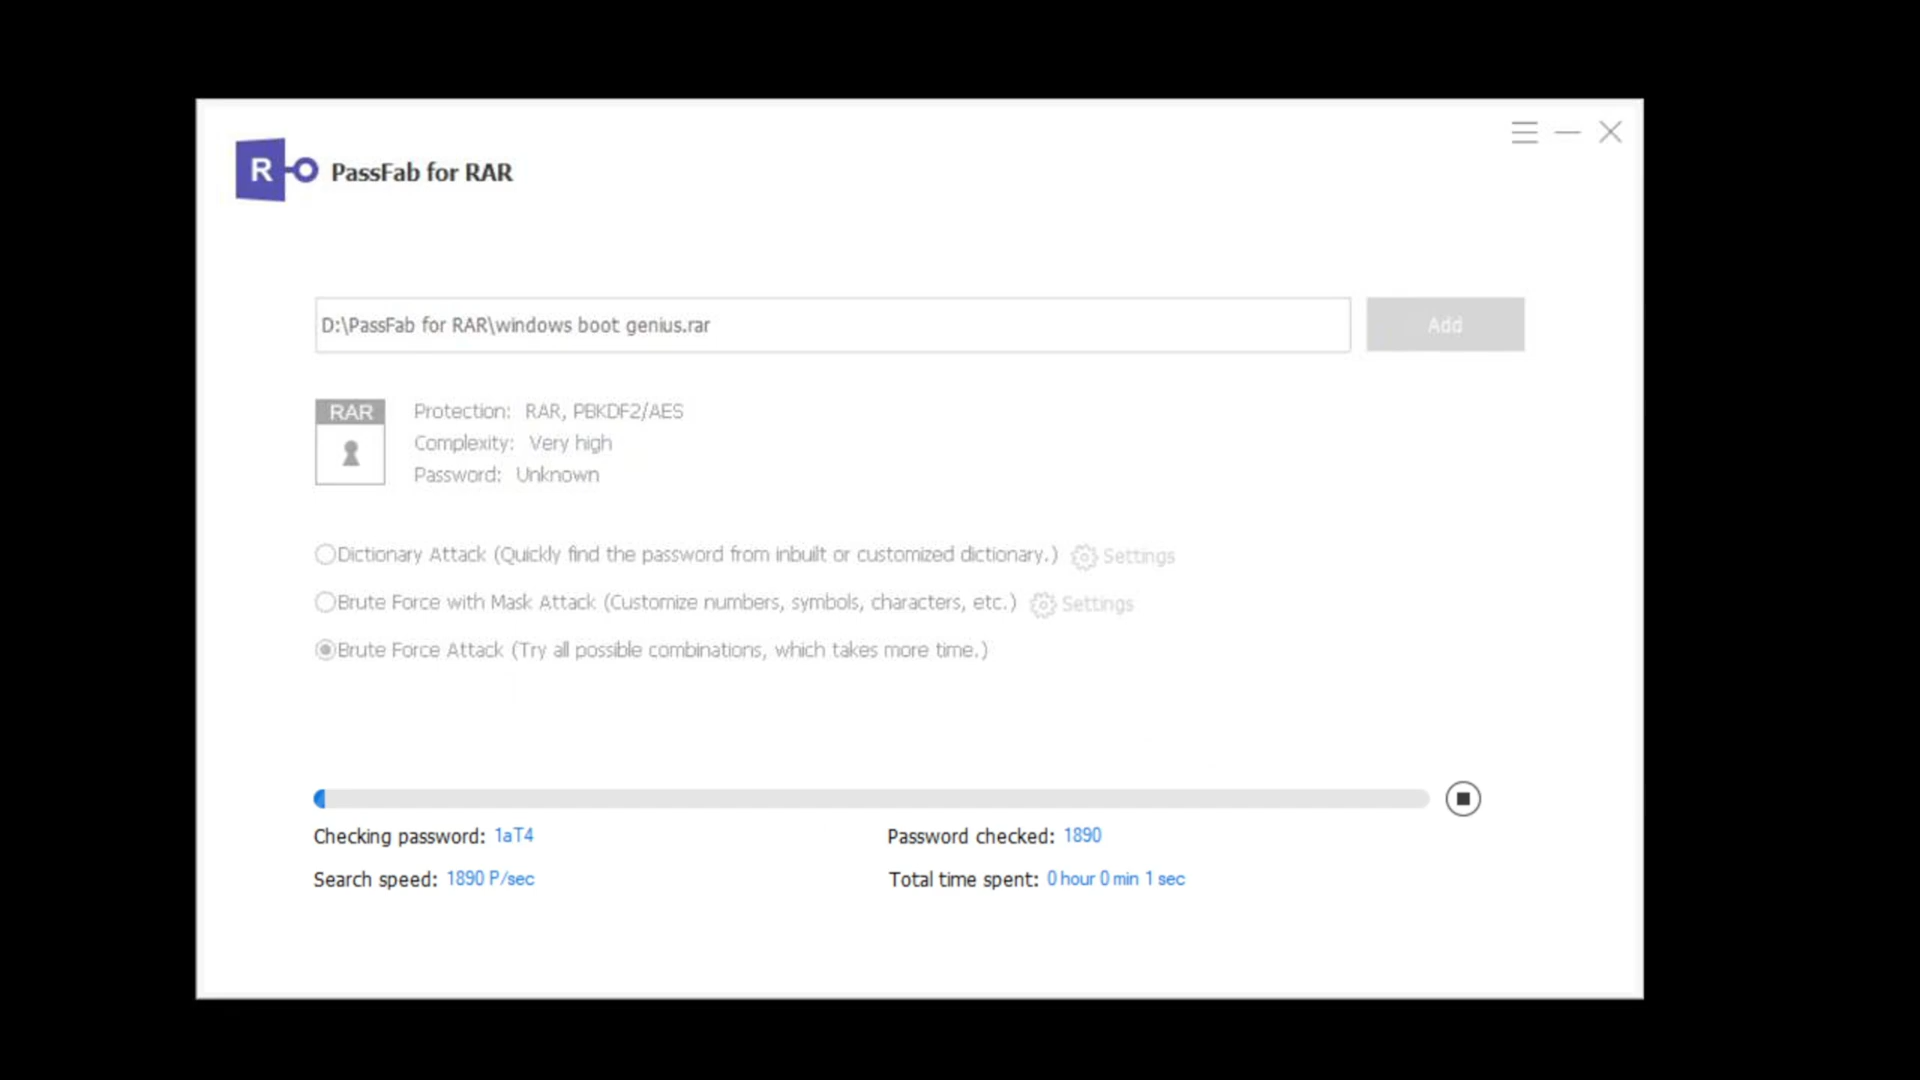 R
PassFab for RAR
D:\PassFab for RAR\windows boot genius.rar
Add
RAR
Protection: RAR, PBKDF2/AES
Complexity: Very high
Password: Unknown
Dictionary Attack (Quickly find the password from inbuilt or customized dictionary.) Settings
Brute Force with Mask Attack (Customize numbers, symbols, characters, etc.) Settings
Brute Force Attack (Try all possible combinations, which takes more time.)
Checking password: 1aT4
Password checked: 1890
Search speed: 1890 P/sec
Total time spent: 0 hour 0 min 1 sec